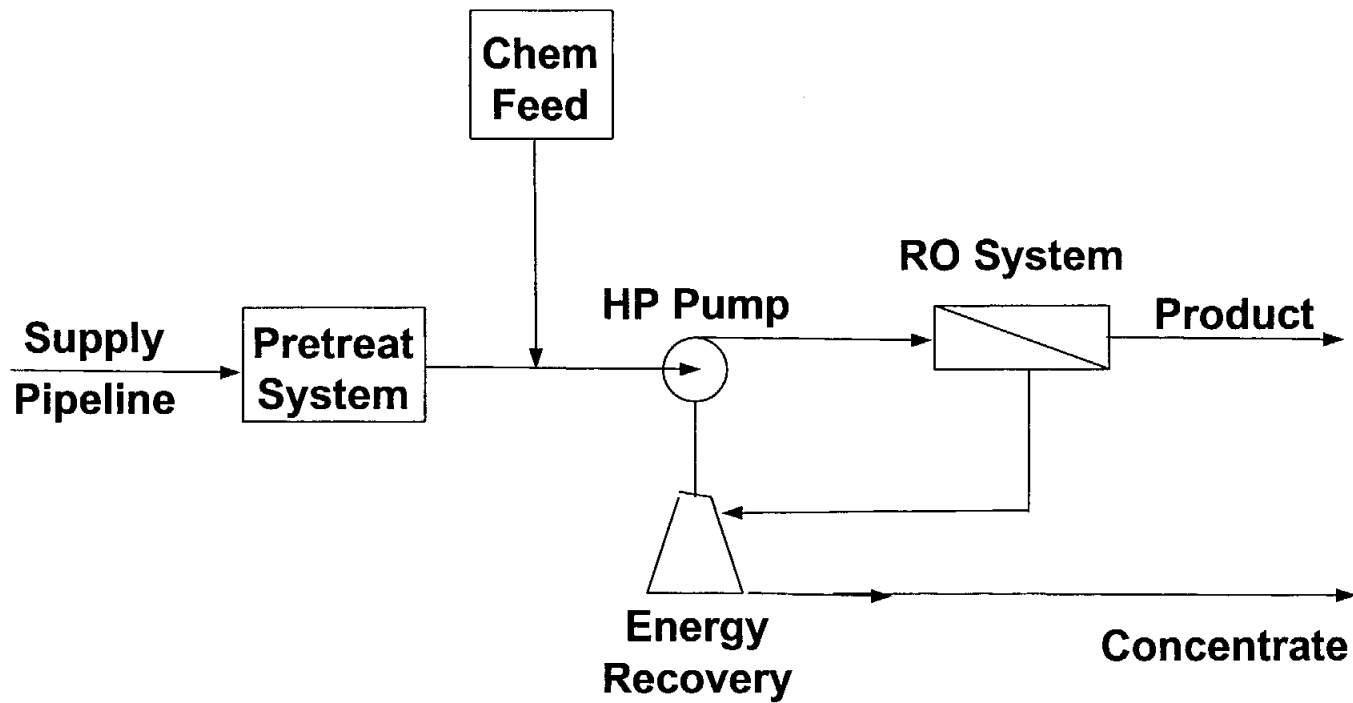 Chem
Feed
RO System
HP Pump
Product
Supply
Pipeline
Pretreat
System
Energy
Recovery
Concentrate